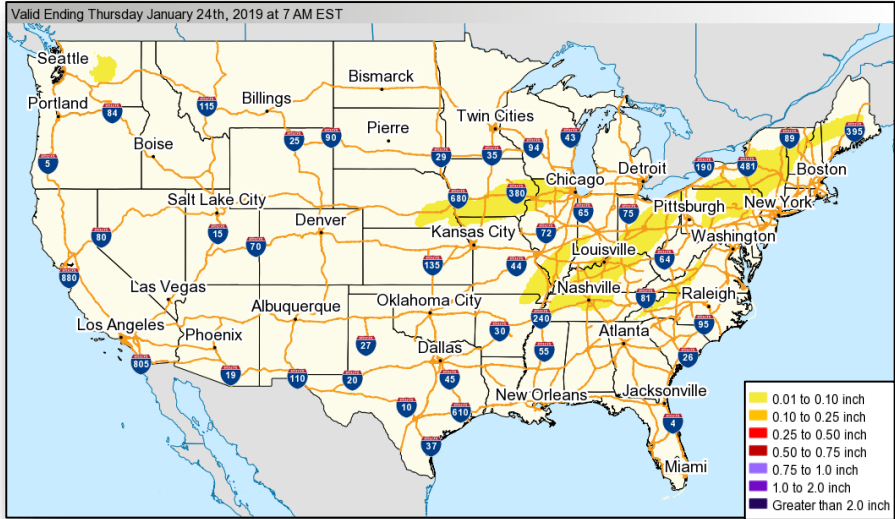 Valid Ending Thursday January 24th, 2019 at 7 AM EST
Seattle
Portland
84
115
Billings
Bismarck
Twin Cities
43
89
395
5
Boise
25
90
Pierre
29
35
94
Detroit
190
481
Boston
Salt Lake City
680
380
Chicago
65
75
Pittsburgh
New York
80
15
70
Denver
Kansas City
72
Louisville
64
Washington
880
Las Vegas
135
44
Nashville
81
Raleigh
Los Angeles
Phoenix
Albuquerque
Oklahoma City
240
30
95
805
19
110
27
20
Dallas
45
55
Atlanta
26
10
610
New Orleans
Jacksonville
37
4
Miami
0.01 to 0.10 inch
0.10 to 0.25 inch
0.25 to 0.50 inch
0.50 to 0.75 inch
0.75 to 1.0 inch
1.0 to 2.0 inch
Greater than 2.0 inch